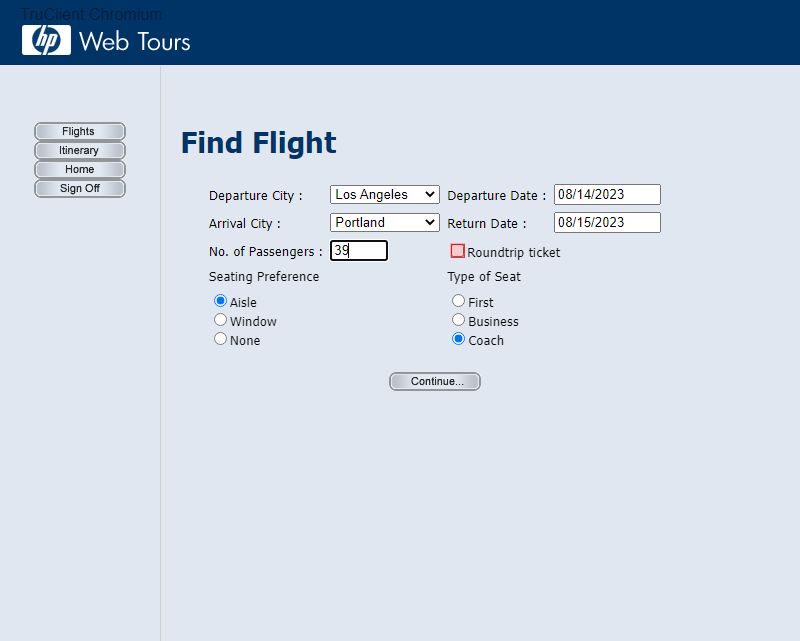 TruClient Chromium
hp Web Tours
Flights
Itinerary
Home
Sign Off
Find Flight
Departure City : Los Angeles Departure Date : 08/14/2023
Arrival City : Portland Return Date : 08/15/2023
No. of Passengers : 39 Roundtrip ticket
Seating Preference Type of Seat
Aisle First
Window Business
None Coach
Continue...